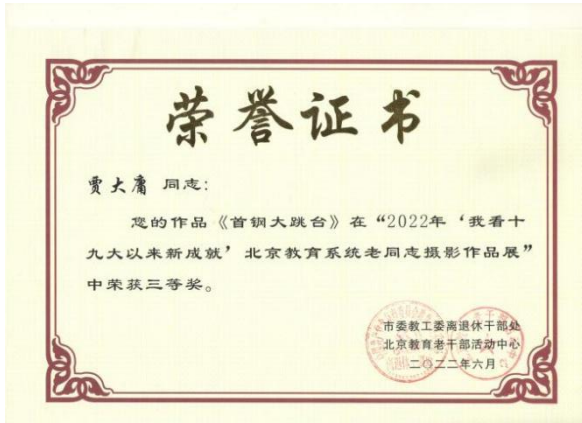 荣誉证书
贾大庸 同志：
您的作品《首钢大跳台》在“2022年‘我看十
九大以来新成就’北京教育系统老同志摄影作品展”
中荣获三等奖。
市委教工委离退休干部处
北京教育老干部活动中心
二〇二二年六月